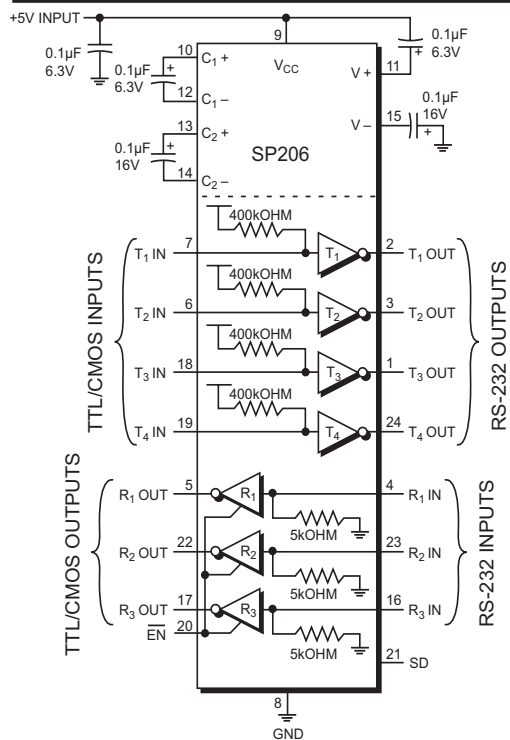 +5V INPUT
0.1µF
6.3V
0.1µF
6.3V
0.1µF
16V
0.1µF
6.3V
0.1µF
16V
10 C1 +
12 C1 –
13 C2 +
14 C2 –
9
VCC
V + 11
V – 15
SP206
400kOHM
T1 IN 7 T1 2 T1 OUT
400kOHM
T2 IN 6 T2 3 T2 OUT
400kOHM
T3 IN 18 T3 1 T3 OUT
400kOHM
T4 IN 19 T4 24 T4 OUT
TTL/CMOS INPUTS
RS-232 OUTPUTS
R1 OUT 5 R1 4 R1 IN
5kOHM
R2 OUT 22 R2 23 R2 IN
5kOHM
R3 OUT 17 R3 16 R3 IN
5kOHM
E̅N̅ 20
21 SD
TTL/CMOS OUTPUTS
RS-232 INPUTS
8
GND